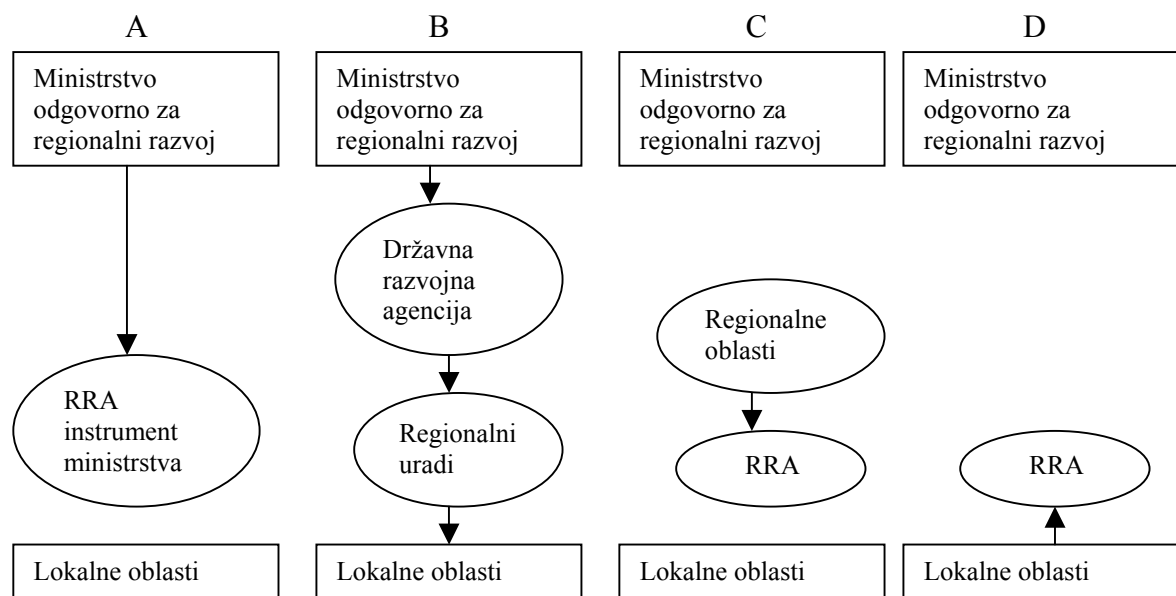 A
B
C
D
Ministrstvo
odgovorno za
regionalni razvoj
Ministrstvo
odgovorno za
regionalni razvoj
Ministrstvo
odgovorno za
regionalni razvoj
Ministrstvo
odgovorno za
regionalni razvoj
Državna
razvojna
agencija
Regionalne
oblasti
RRA
instrument
ministrstva
Regionalni
uradi
RRA
RRA
Lokalne oblasti
Lokalne oblasti
Lokalne oblasti
Lokalne oblasti